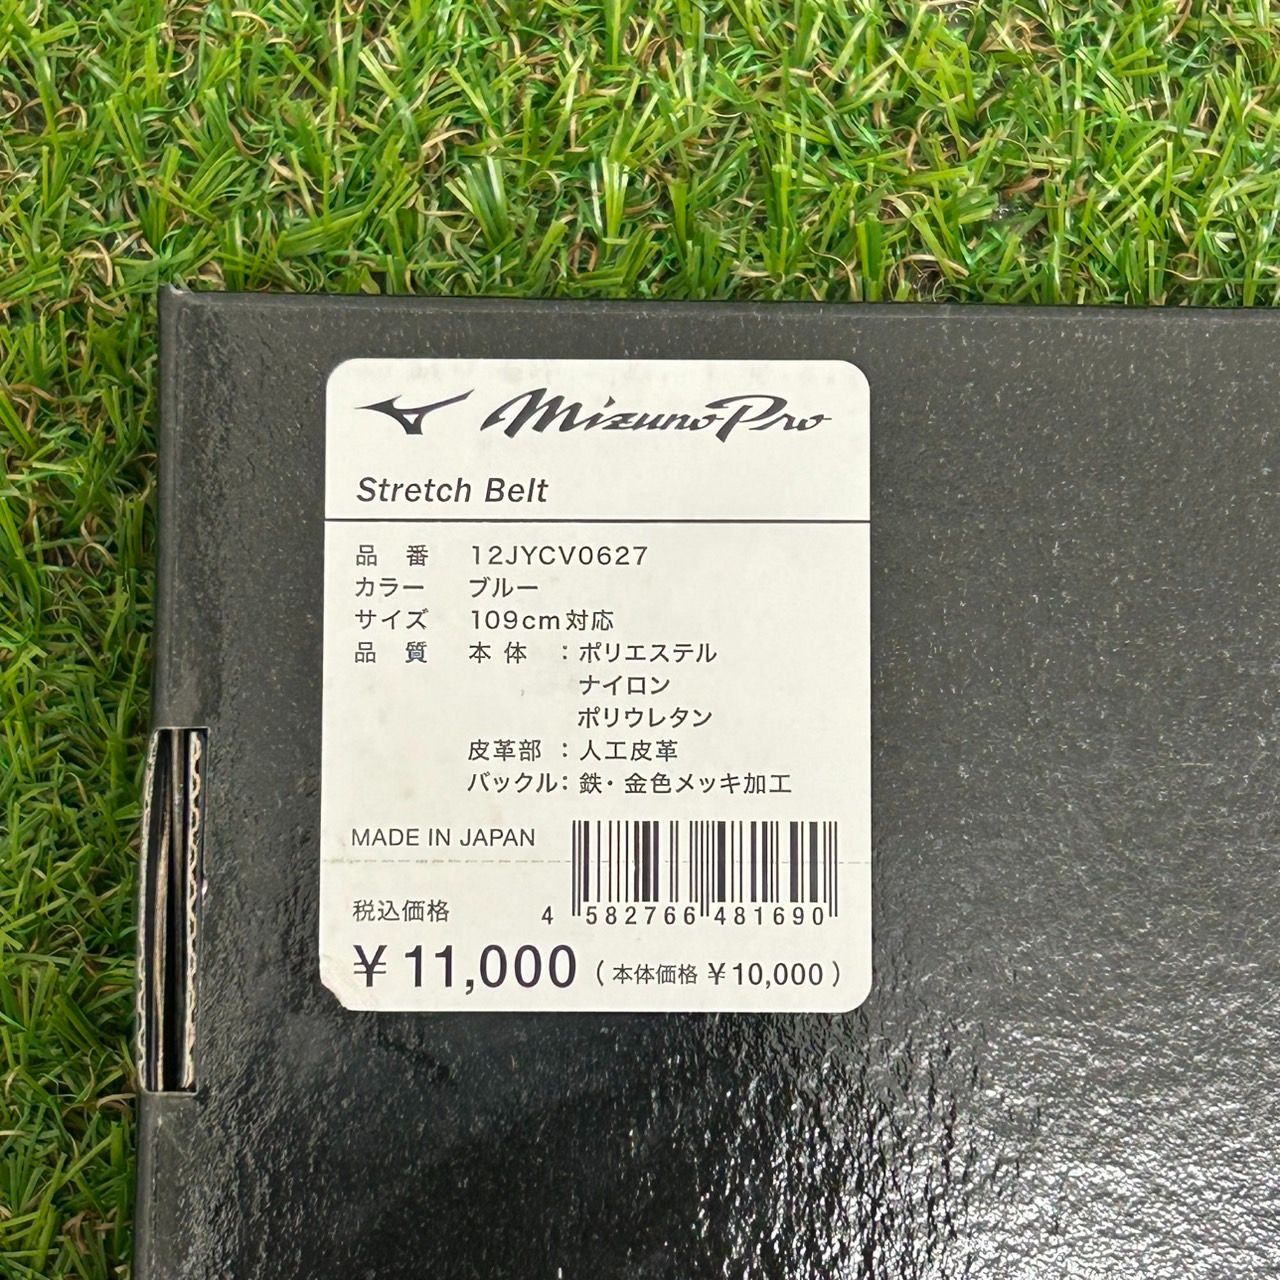 Mizuno Pro
Stretch Belt
品番 12JYCV0627
カラー ブルー
サイズ 109cm対応
品質 本体 : ポリエステル
ナイロン
ポリウレタン
皮革部 : 人工皮革
バックル: 鉄・金色メッキ加工
MADE IN JAPAN
税込価格 4 582766 481690
¥11,000 (本体価格 ¥10,000)